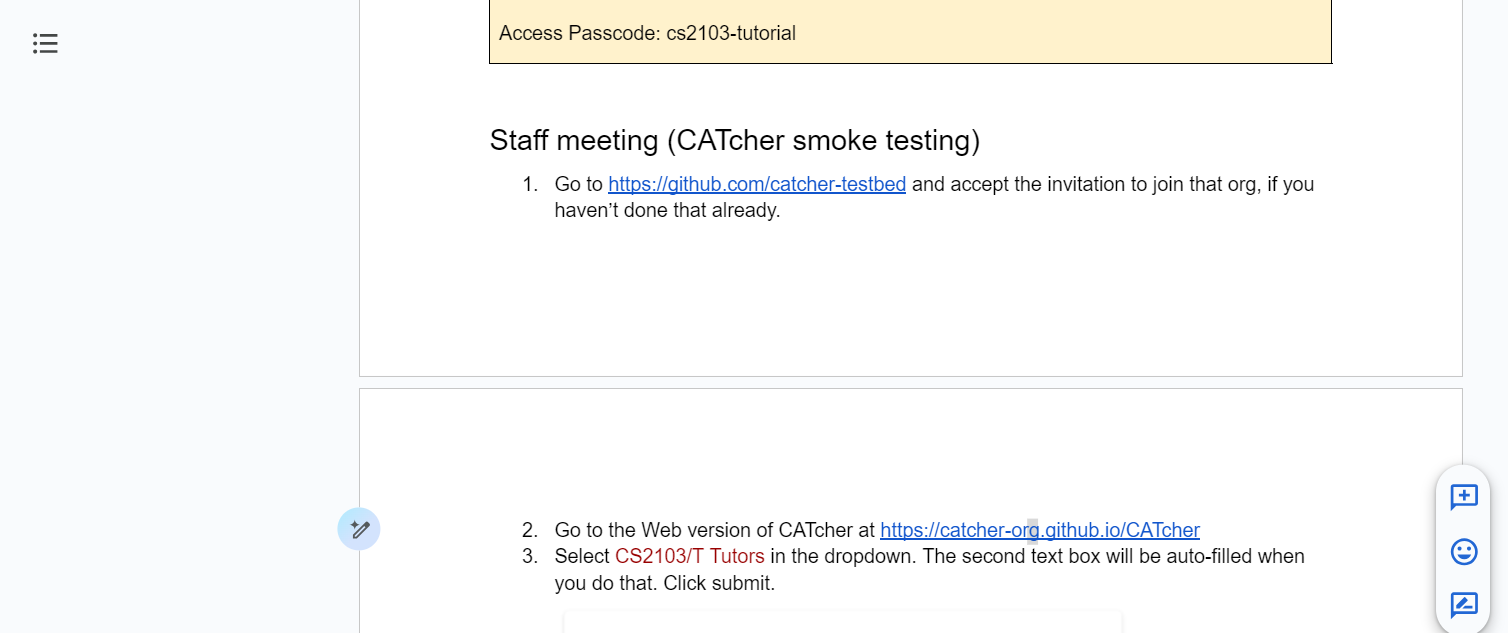 Access Passcode: cs2103-tutorial
Staff meeting (CATcher smoke testing)
1. Go to https://github.com/catcher-testbed and accept the invitation to join that org, if you
haven’t done that already.
2. Go to the Web version of CATcher at https://catcher-org.github.io/CATcher
3. Select CS2103/T Tutors in the dropdown. The second text box will be auto-filled when
you do that. Click submit.